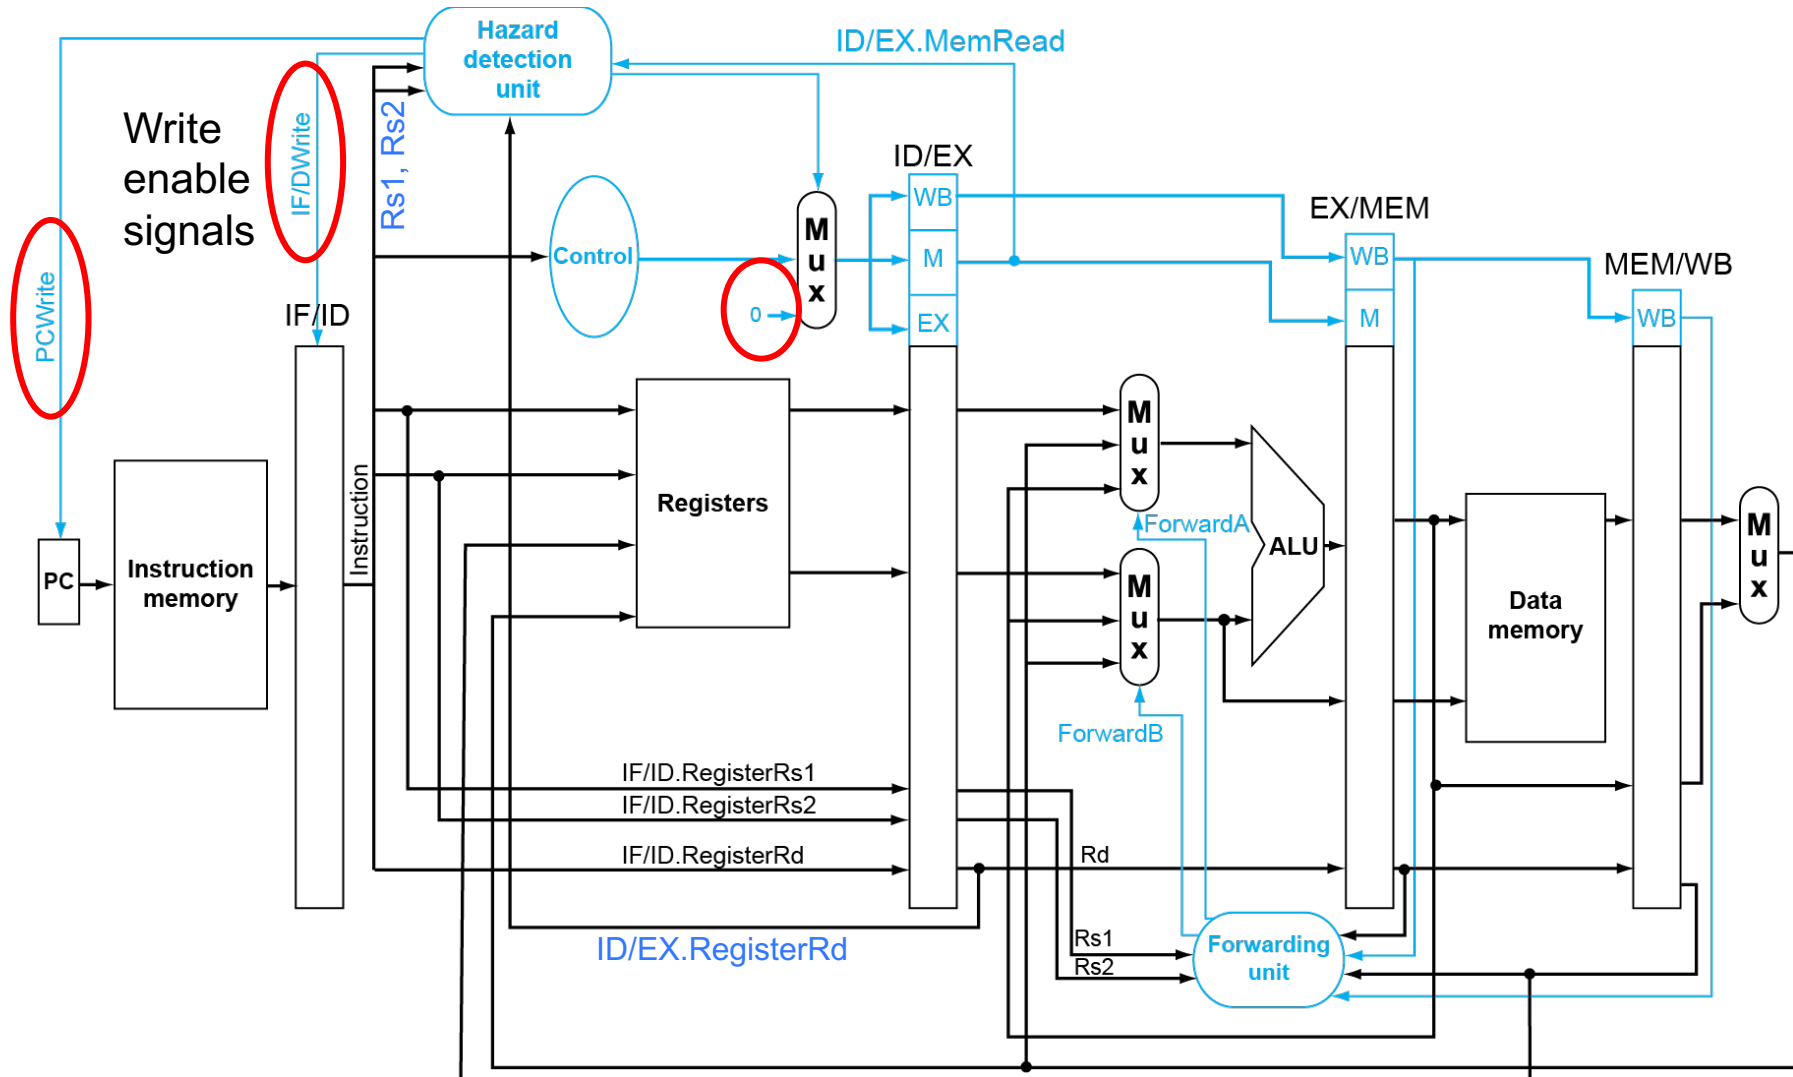 Hazard
detection
unit
ID/EX.MemRead
Write
enable
signals
IF/DWrite
Rs1, Rs2
PCWrite
ID/EX
WB
M
EX
EX/MEM
WB
M
MEM/WB
WB
Control
0
M
u
x
IF/ID
Instruction
PC
Instruction
memory
Registers
M
u
x
ForwardA
M
u
x
ForwardB
ALU
Data
memory
M
u
x
IF/ID.RegisterRs1
IF/ID.RegisterRs2
IF/ID.RegisterRd
Rd
ID/EX.RegisterRd
Rs1
Rs2
Forwarding
unit